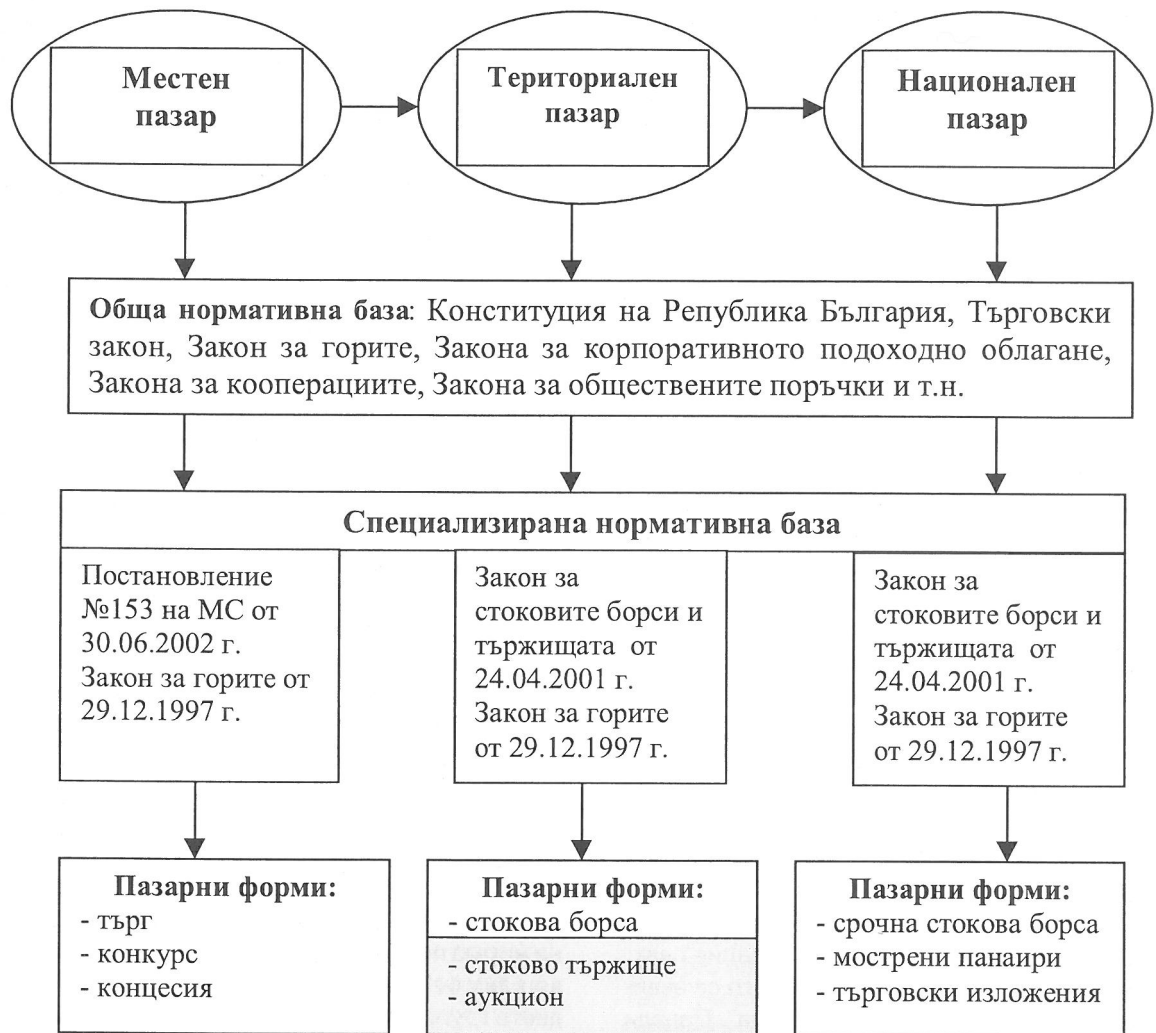 Местен
пазар
Териториален
пазар
Национален
пазар
Обща нормативна база: Конституция на Република България, Търговски
закон, Закон за горите, Закона за корпоративното подоходно облагане,
Закона за кооперациите, Закона за обществените поръчки и т.н.
Специализирана нормативна база
Постановление
№153 на МС от
30.06.2002 г.
Закон за горите от
29.12.1997 г.
Закон за
стоковите борси и
тържищата от
24.04.2001 г.
Закон за горите
от 29.12.1997 г.
Закон за
стоковите борси и
тържищата от
24.04.2001 г.
Закон за горите
от 29.12.1997 г.
Пазарни форми:
- търг
- конкурс
- концесия
Пазарни форми:
- стокова борса
- стоково тържище
- аукцион
Пазарни форми:
- срочна стокова борса
- мострени панаири
- търговски изложения